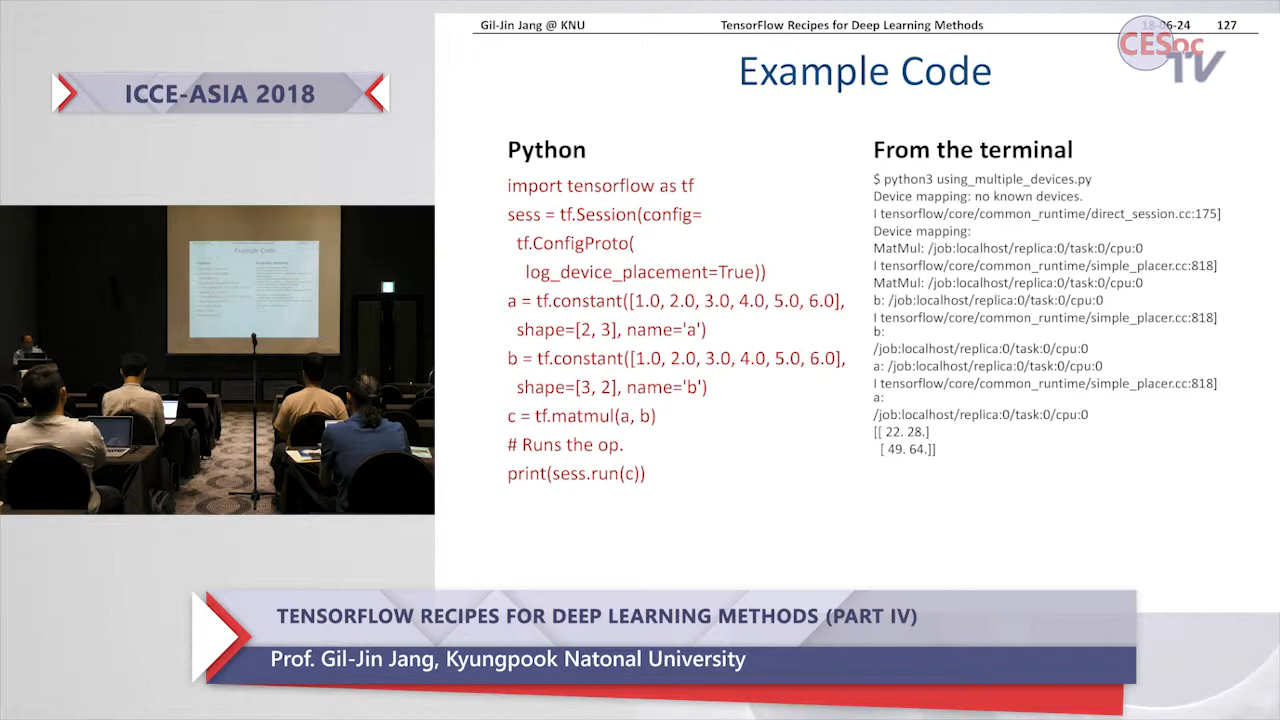 Gil-Jin Jang @ KNU
TensorFlow Recipes for Deep Learning Methods
18-06-24
127
CESoc
TV
ICCE-ASIA 2018
Example Code
Python
import tensorflow as tf
sess = tf.Session(config=
tf.ConfigProto(
log_device_placement=True))
a = tf.constant([1.0, 2.0, 3.0, 4.0, 5.0, 6.0],
shape=[2, 3], name='a')
b = tf.constant([1.0, 2.0, 3.0, 4.0, 5.0, 6.0],
shape=[3, 2], name='b')
c = tf.matmul(a, b)
# Runs the op.
print(sess.run(c))
From the terminal
$ python3 using_multiple_devices.py
Device mapping: no known devices.
I tensorflow/core/common_runtime/direct_session.cc:175]
Device mapping:
MatMul: /job:localhost/replica:0/task:0/cpu:0
I tensorflow/core/common_runtime/simple_placer.cc:818]
MatMul: /job:localhost/replica:0/task:0/cpu:0
b: /job:localhost/replica:0/task:0/cpu:0
I tensorflow/core/common_runtime/simple_placer.cc:818]
b:
/job:localhost/replica:0/task:0/cpu:0
a: /job:localhost/replica:0/task:0/cpu:0
I tensorflow/core/common_runtime/simple_placer.cc:818]
a:
/job:localhost/replica:0/task:0/cpu:0
[[ 22. 28.]
[ 49. 64.]]
Example Code
TENSORFLOW RECIPES FOR DEEP LEARNING METHODS (PART IV)
Prof. Gil-Jin Jang, Kyungpook Natonal University